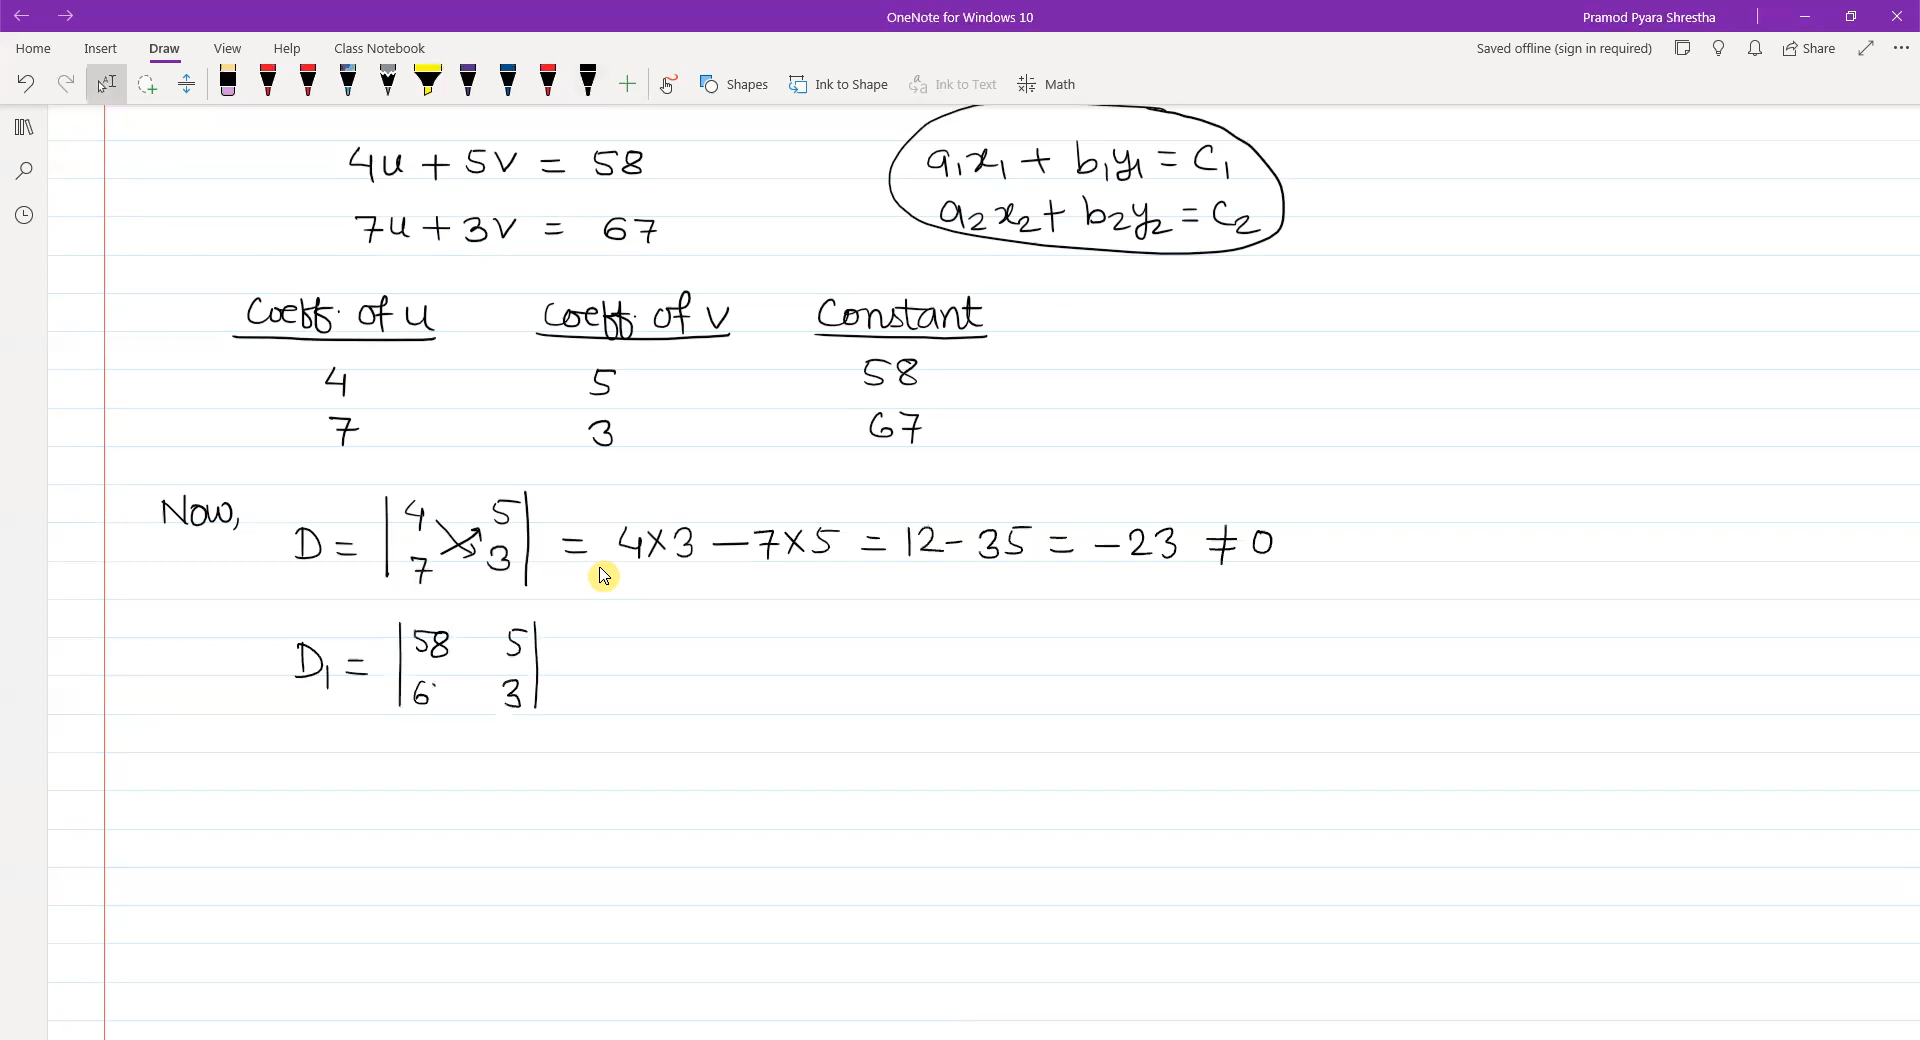 OneNote for Windows 10
Pramod Pyara Shrestha
Home Insert Draw View Help Class Notebook
Saved offline (sign in required) Share
Shapes Ink to Shape Ink to Text Math
4u + 5v = 58
a₁x₁ + b₁y₁ = c₁
7u + 3v = 67
a₂x₂ + b₂y₂ = c₂
Coeff. of u coeff. of v Constant
4 5 58
7 3 67
Now,
D = | 4 5 | = 4×3 − 7×5 = 12 − 35 = −23 ≠ 0
| 7 3 |
D₁ = | 58 5 |
| 6 3 |